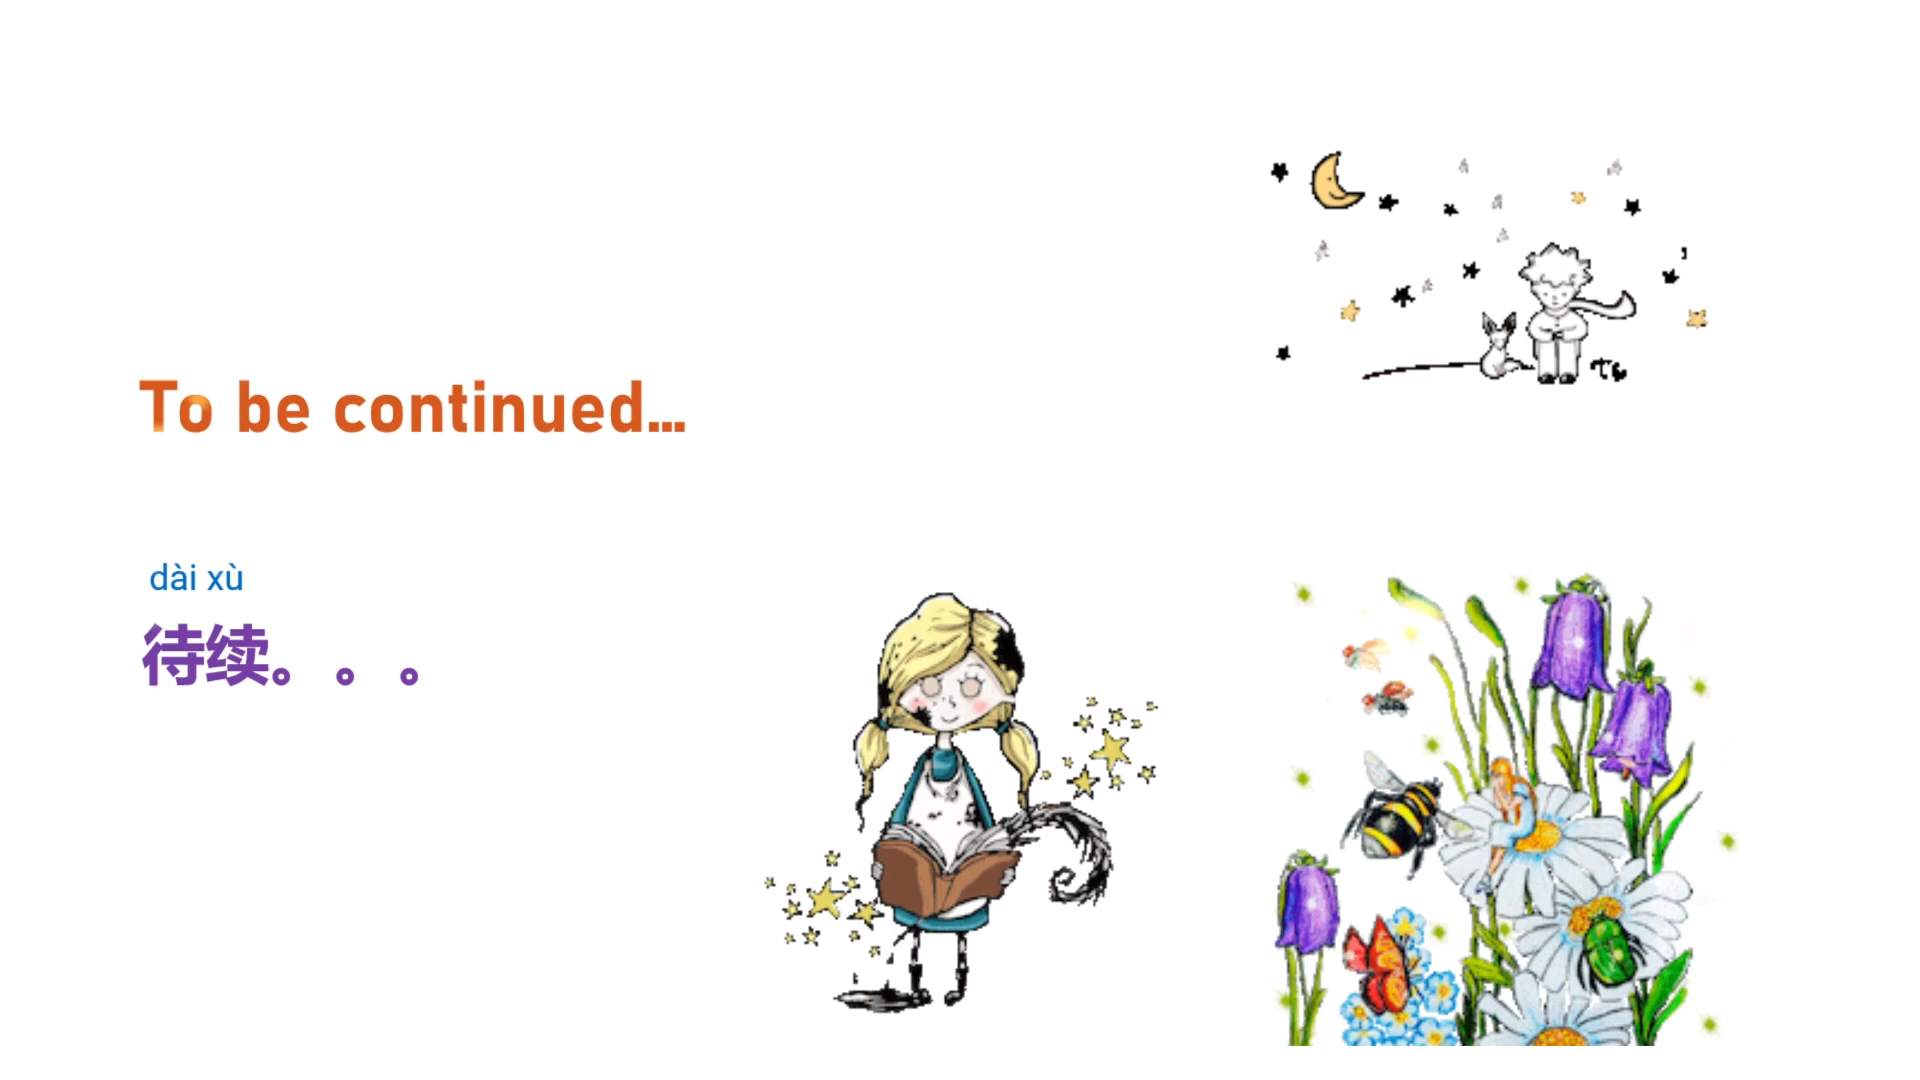 To be continued...
dài xù
待续。。。